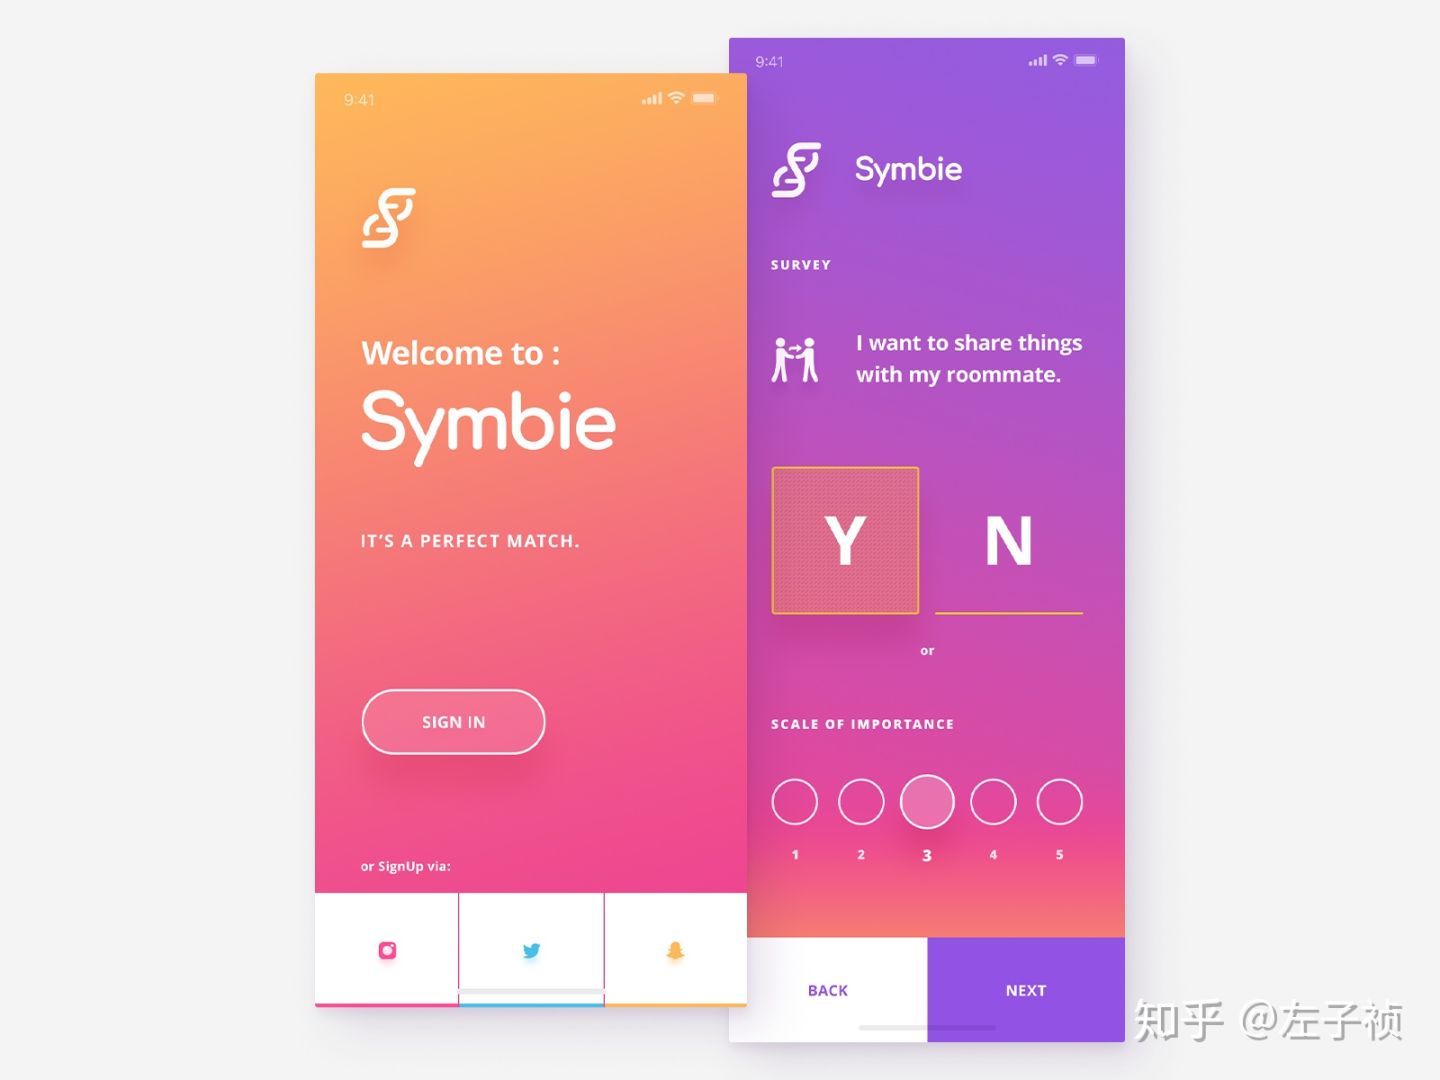 9:41
Welcome to :
Symbie
IT'S A PERFECT MATCH.
SIGN IN
or SignUp via:
9:41
Symbie
SURVEY
I want to share things
with my roommate.
Y N
or
SCALE OF IMPORTANCE
1 2 3 4 5
BACK NEXT
知乎 @左子祯